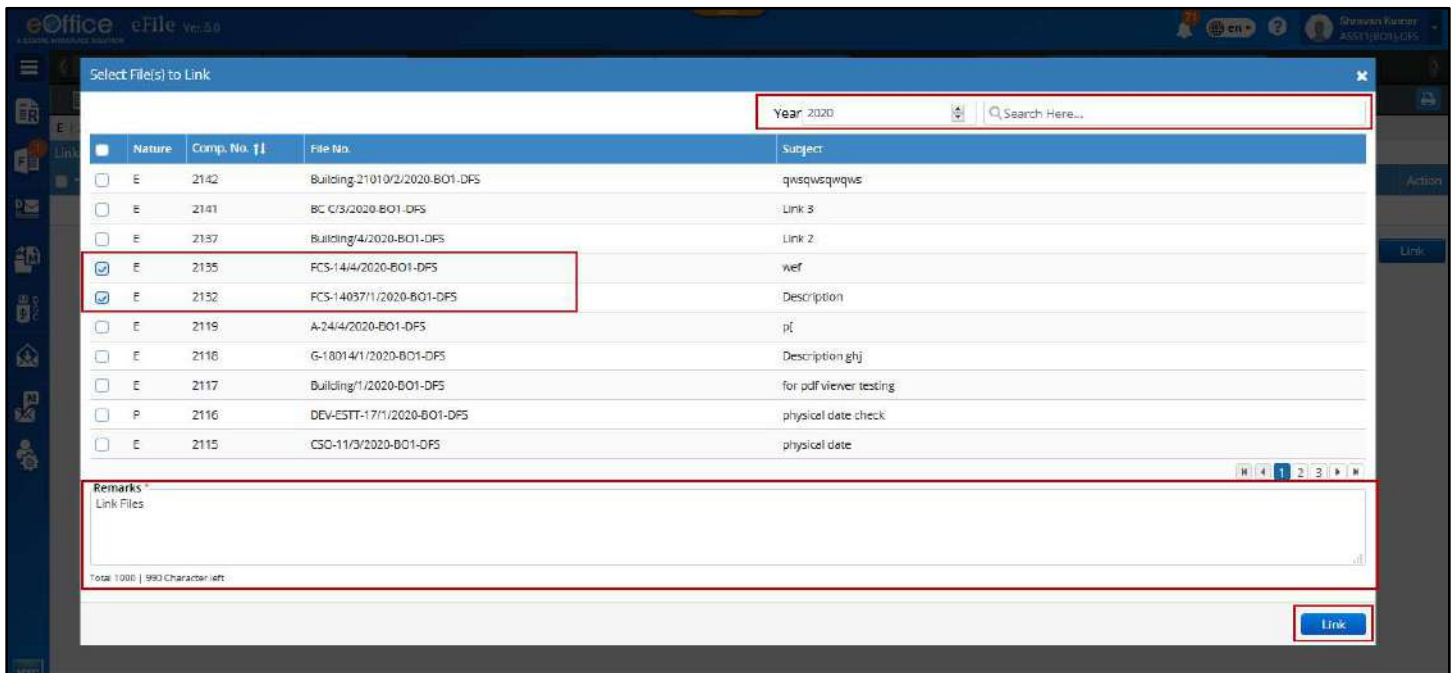 eOffice eFile Ver.5.0
en
Shravan Kumar
Select File(s) to Link
Year 2020 Search Here...
Nature Comp. No. File No. Subject
E 2142 Building-21010/2/2020-BO1-DFS qwsqwsqwqws
E 2141 BC C/3/2020-BO1-DFS Link 3
E 2137 Building/4/2020-BO1-DFS Link 2
E 2135 FCS-14/4/2020-BO1-DFS wef
E 2132 FCS-14037/1/2020-BO1-DFS Description
E 2119 A-24/4/2020-BO1-DFS p[
E 2118 G-18014/1/2020-BO1-DFS Description ghj
E 2117 Building/1/2020-BO1-DFS for pdf viewer testing
P 2116 DEV-ESTT-17/1/2020-BO1-DFS physical date check
E 2115 CSO-11/3/2020-BO1-DFS physical date
1 2 3
Remarks *
Link Files
Total 1000 | 990 Character left
Link
Action
Link